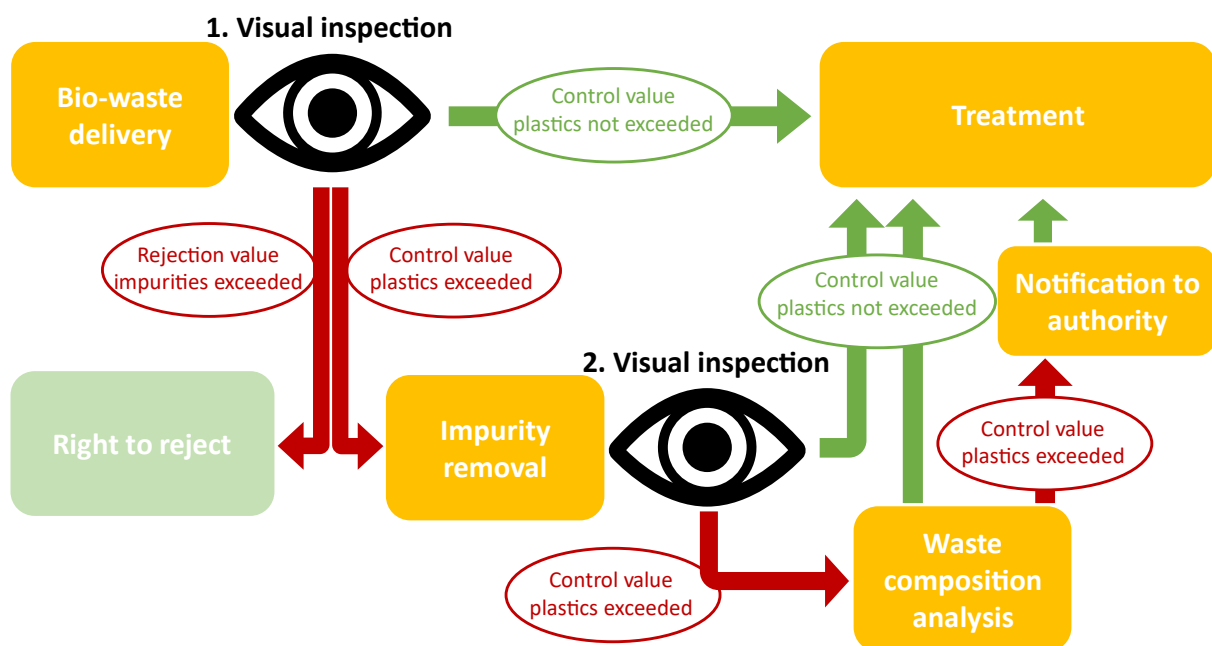 1. Visual inspection
Bio-waste
delivery
Control value
plastics not exceeded
Treatment
Rejection value
impurities exceeded
Control value
plastics exceeded
Control value
plastics not exceeded
Notification to
authority
2. Visual inspection
Right to reject
Impurity
removal
Control value
plastics exceeded
Control value
plastics exceeded
Waste
composition
analysis